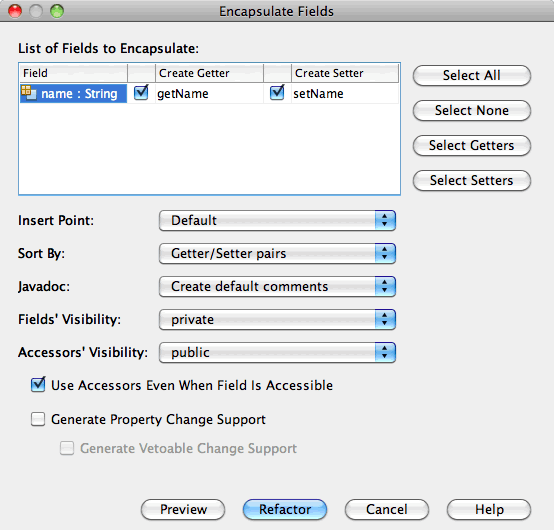 Encapsulate Fields
List of Fields to Encapsulate:
Field Create Getter Create Setter
name : String getName setName
Select All
Select None
Select Getters
Select Setters
Insert Point: Default
Sort By: Getter/Setter pairs
Javadoc: Create default comments
Fields' Visibility: private
Accessors' Visibility: public
Use Accessors Even When Field Is Accessible
Generate Property Change Support
Generate Vetoable Change Support
Preview Refactor Cancel Help